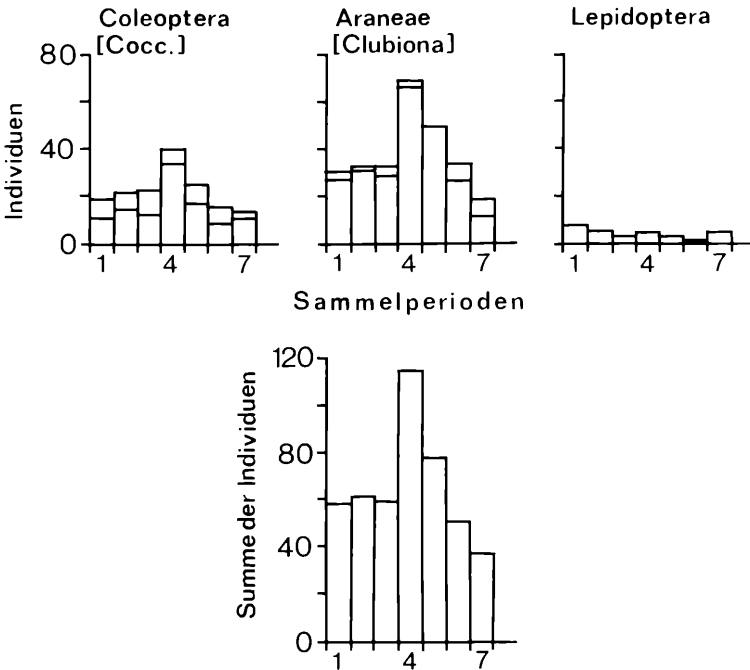 Coleoptera
[Cocc.]
Araneae
[Clubiona]
Lepidoptera
Individuen
80
40
0
1 4 7
1 4 7
1 4 7
Sammelperioden
Summe der Individuen
120
80
40
0
1 4 7